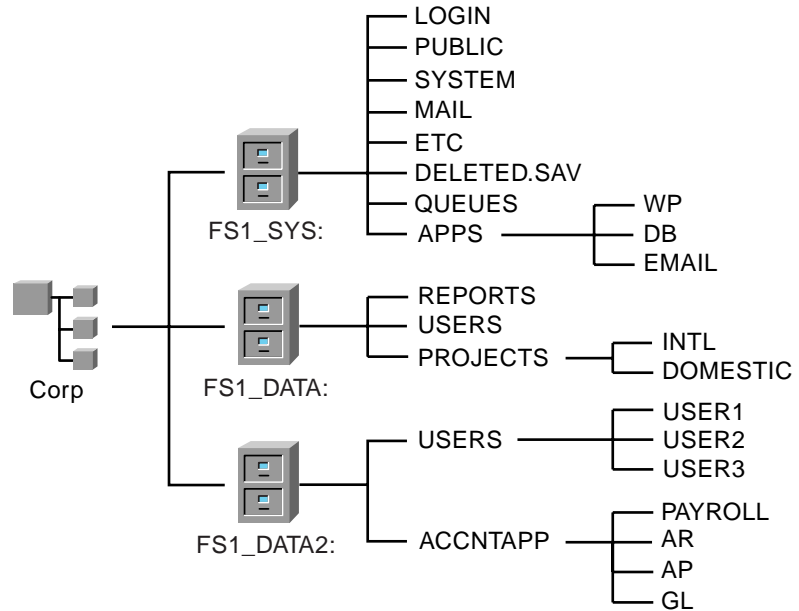 LOGIN
PUBLIC
SYSTEM
MAIL
ETC
DELETED.SAV
QUEUES
APPS
WP
DB
EMAIL
FS1_SYS:
REPORTS
USERS
PROJECTS
INTL
DOMESTIC
Corp
FS1_DATA:
USERS
USER1
USER2
USER3
FS1_DATA2:
ACCNTAPP
PAYROLL
AR
AP
GL